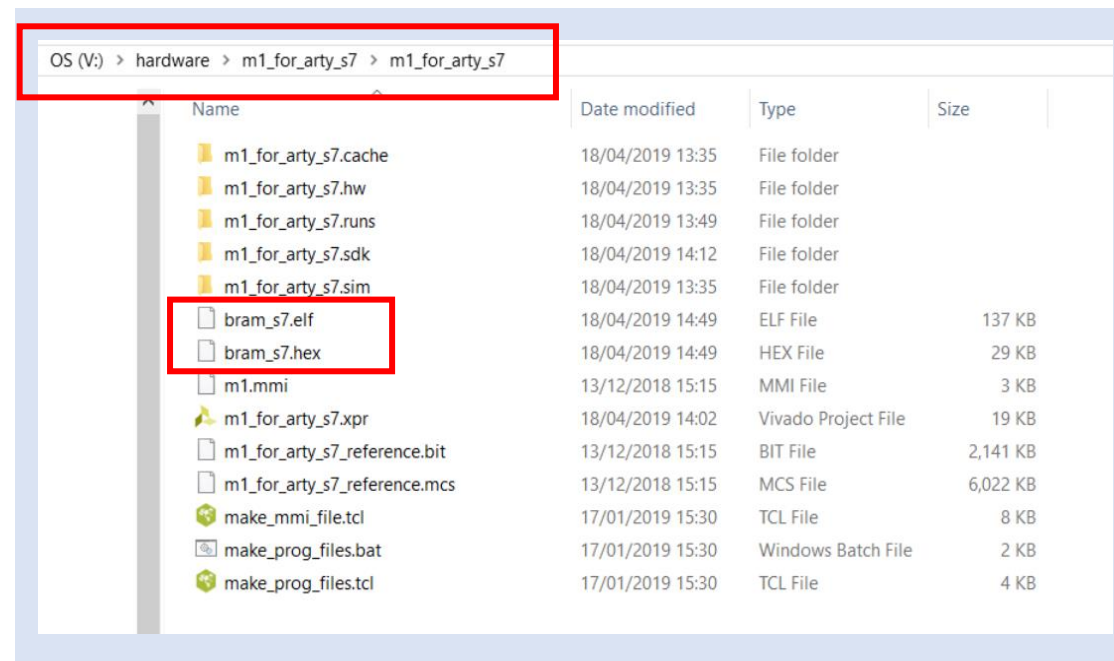 OS (V:) > hardware > m1_for_arty_s7 > m1_for_arty_s7
Name Date modified Type Size
m1_for_arty_s7.cache 18/04/2019 13:35 File folder
m1_for_arty_s7.hw 18/04/2019 13:35 File folder
m1_for_arty_s7.runs 18/04/2019 13:49 File folder
m1_for_arty_s7.sdk 18/04/2019 14:12 File folder
m1_for_arty_s7.sim 18/04/2019 13:35 File folder
bram_s7.elf 18/04/2019 14:49 ELF File 137 KB
bram_s7.hex 18/04/2019 14:49 HEX File 29 KB
m1.mmi 13/12/2018 15:15 MMI File 3 KB
m1_for_arty_s7.xpr 18/04/2019 14:02 Vivado Project File 19 KB
m1_for_arty_s7_reference.bit 13/12/2018 15:15 BIT File 2,141 KB
m1_for_arty_s7_reference.mcs 13/12/2018 15:15 MCS File 6,022 KB
make_mmi_file.tcl 17/01/2019 15:30 TCL File 8 KB
make_prog_files.bat 17/01/2019 15:30 Windows Batch File 2 KB
make_prog_files.tcl 17/01/2019 15:30 TCL File 4 KB